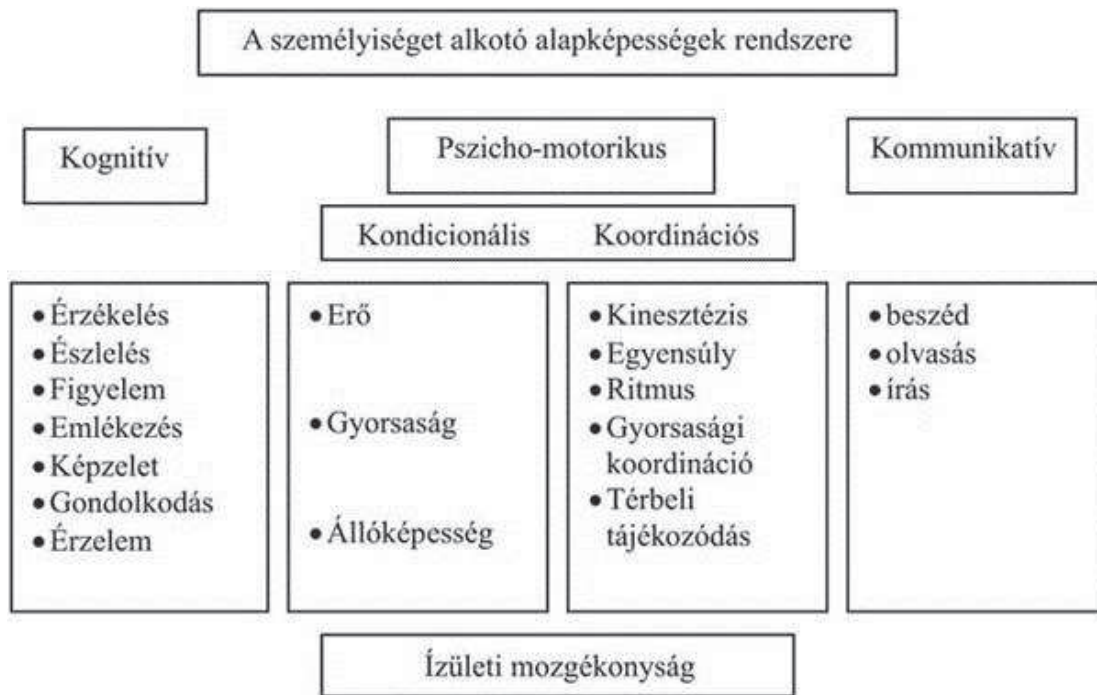 A személyiséget alkotó alapképességek rendszere
Kognitív
Pszicho-motorikus
Kommunikatív
Kondicionális Koordinációs
• Érzékelés
• Észlelés
• Figyelem
• Emlékezés
• Képzelet
• Gondolkodás
• Érzelem
• Erő
• Gyorsaság
• Állóképesség
• Kinesztézis
• Egyensúly
• Ritmus
• Gyorsasági
koordináció
• Térbeli
tájékozódás
• beszéd
• olvasás
• írás
Ízületi mozgékonyság